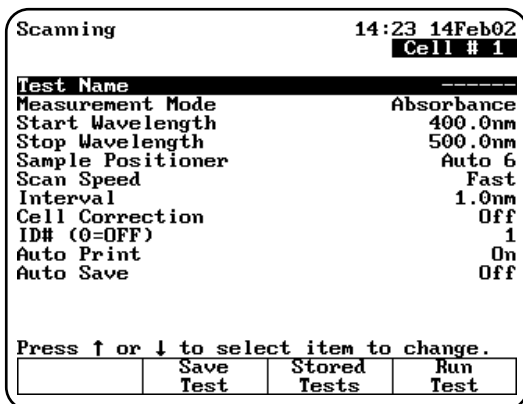 Scanning 14:23 14Feb02
Cell # 1
Test Name ------
Measurement Mode Absorbance
Start Wavelength 400.0nm
Stop Wavelength 500.0nm
Sample Positioner Auto 6
Scan Speed Fast
Interval 1.0nm
Cell Correction Off
ID# (0=OFF) 1
Auto Print On
Auto Save Off
Press ↑ or ↓ to select item to change.
Save Test Stored Tests Run Test